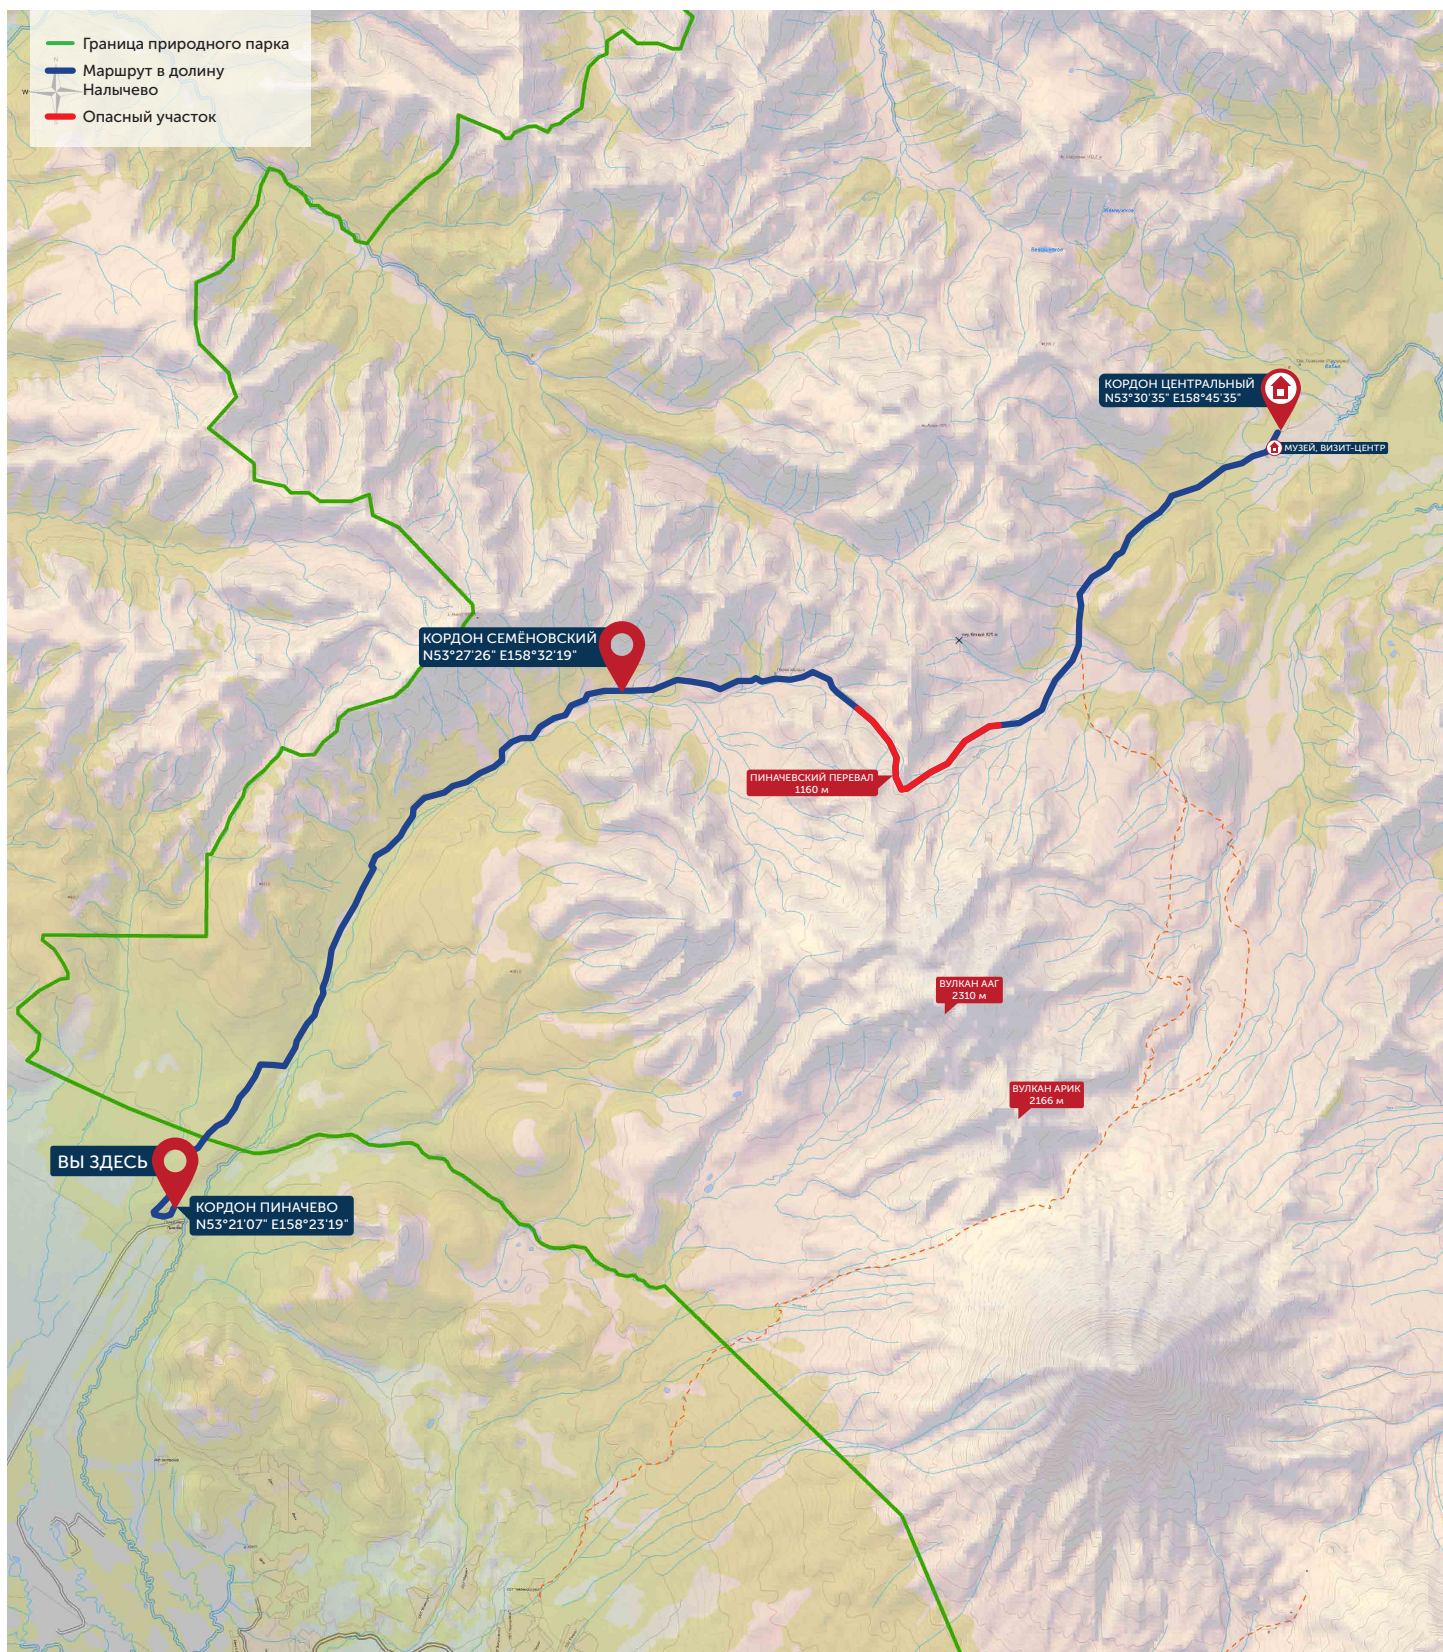 Граница природного парка
Маршрут в долину
Налычево
Опасный участок
N
W
КОРДОН ЦЕНТРАЛЬНЫЙ
N53°30'35" E158°45'35"
МУЗЕЙ, ВИЗИТ-ЦЕНТР
КОРДОН СЕМЁНОВСКИЙ
N53°27'26" E158°32'19"
ПИНАЧЕВСКИЙ ПЕРЕВАЛ
1160 м
ВУЛКАН ААГ
2310 м
ВУЛКАН АРИК
2166 м
ВЫ ЗДЕСЬ
КОРДОН ПИНАЧЕВО
N53°21'07" E158°23'19"